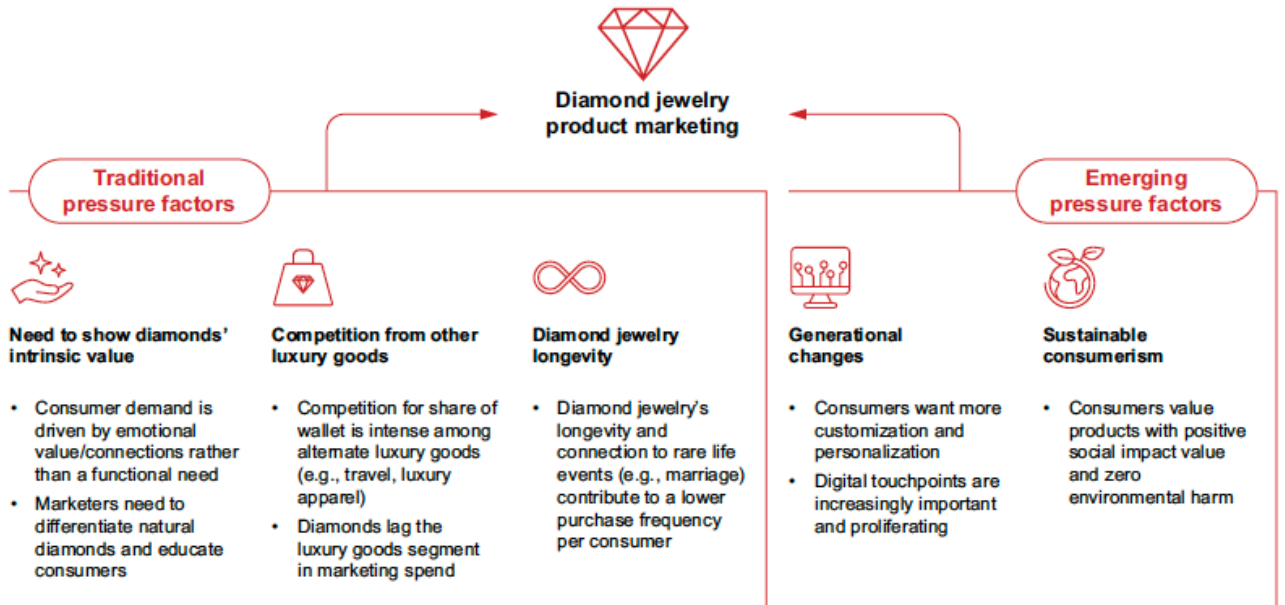 Diamond jewelry
product marketing
Traditional
pressure factors
Emerging
pressure factors
Need to show diamonds'
intrinsic value
• Consumer demand is
driven by emotional
value/connections rather
than a functional need
• Marketers need to
differentiate natural
diamonds and educate
consumers
Competition from other
luxury goods
• Competition for share of
wallet is intense among
alternate luxury goods
(e.g., travel, luxury
apparel)
• Diamonds lag the
luxury goods segment
in marketing spend
Diamond jewelry
longevity
• Diamond jewelry's
longevity and
connection to rare life
events (e.g., marriage)
contribute to a lower
purchase frequency
per consumer
Generational
changes
• Consumers want more
customization and
personalization
• Digital touchpoints are
increasingly important
and proliferating
Sustainable
consumerism
• Consumers value
products with positive
social impact value
and zero
environmental harm